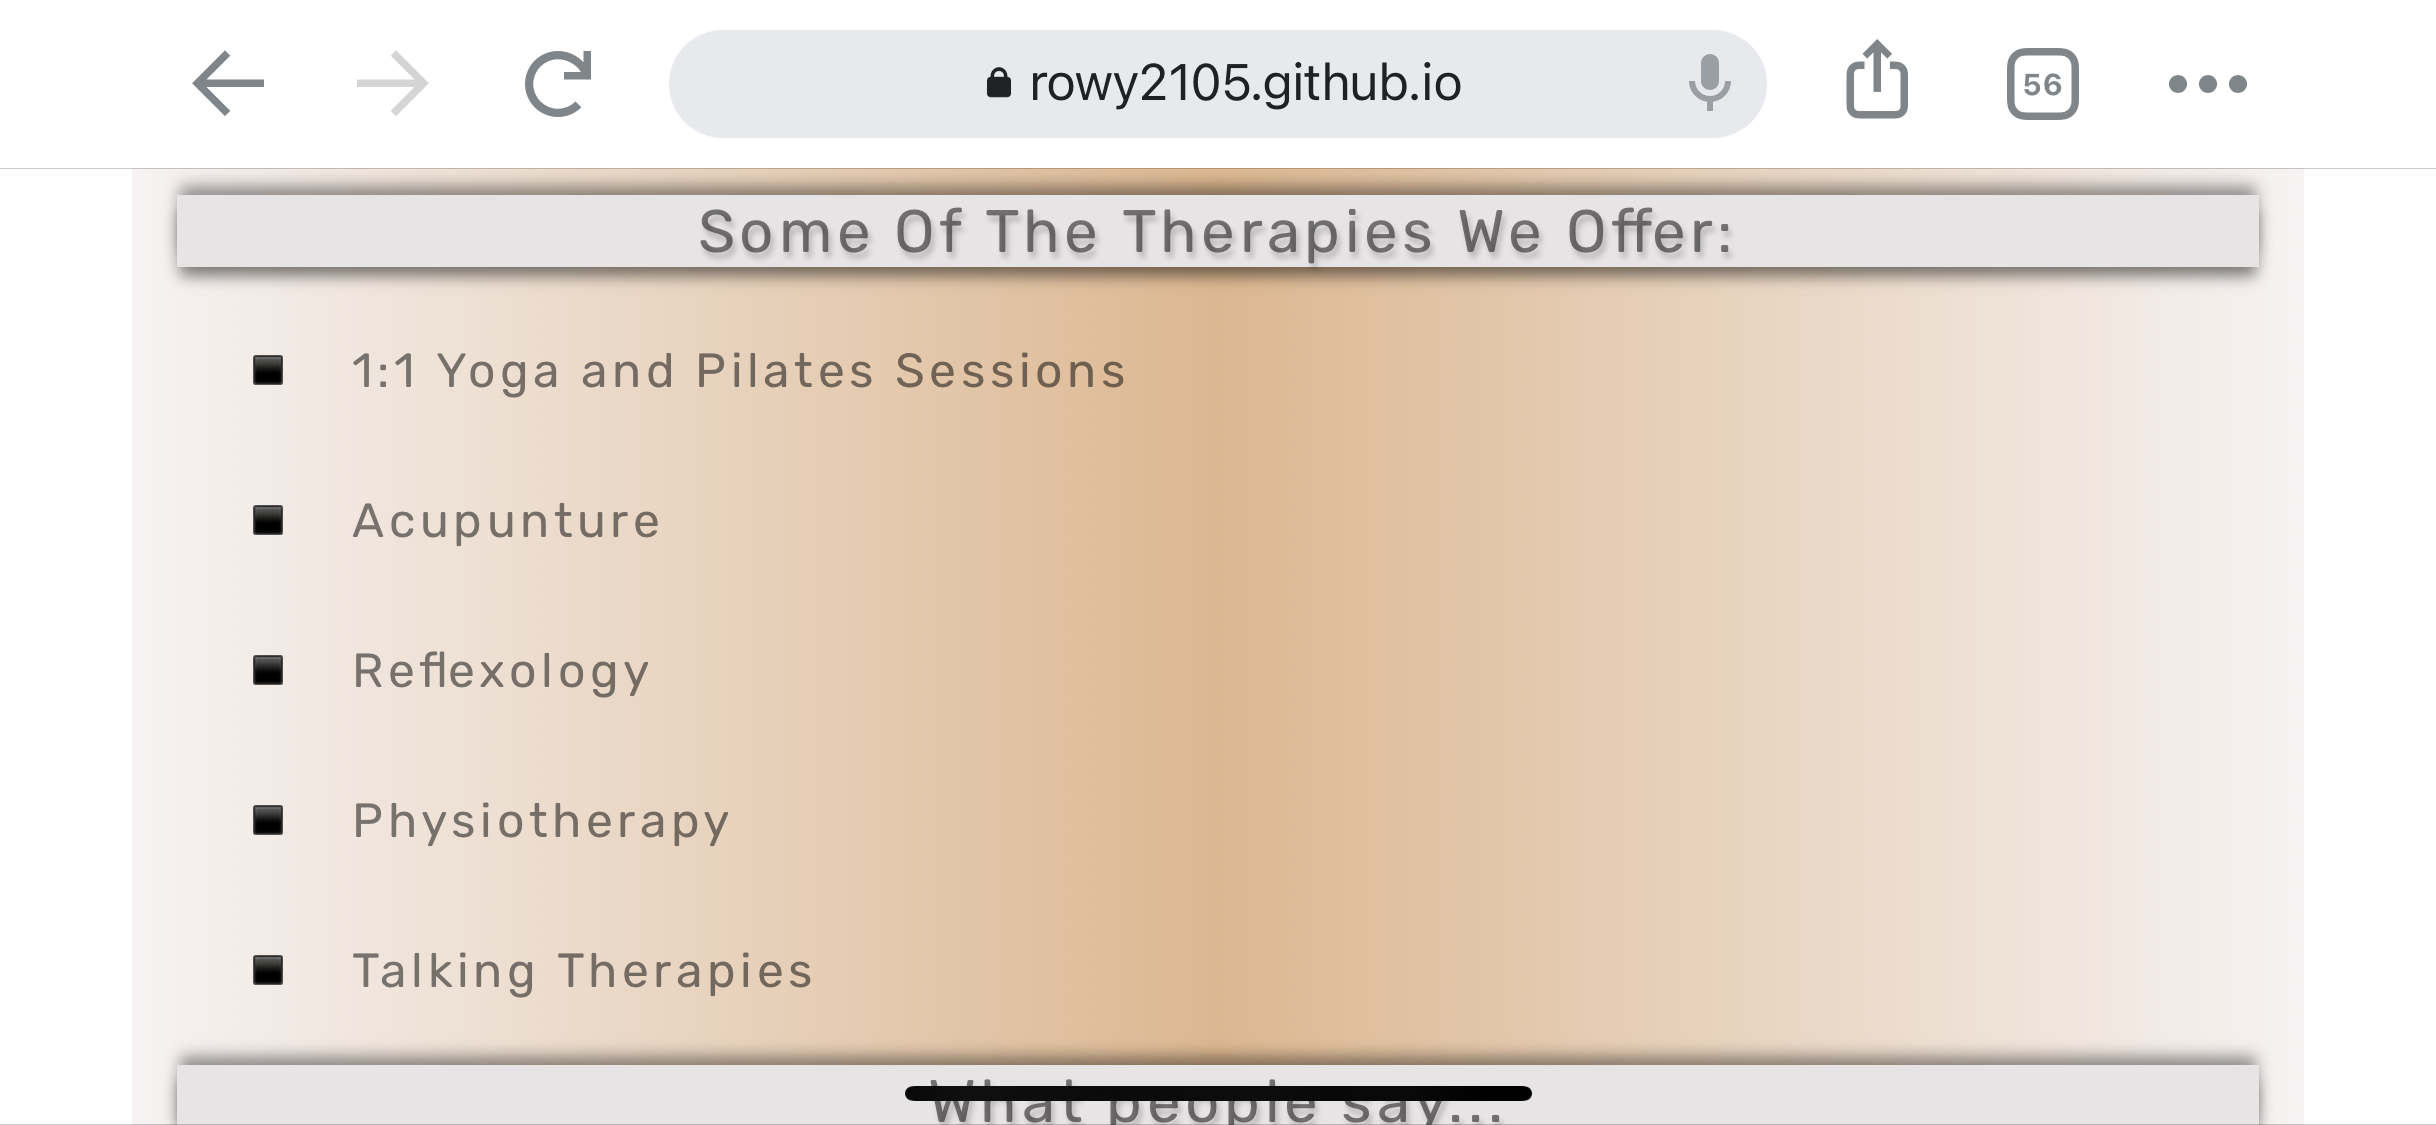 rowy2105.github.io
56
Some Of The Therapies We Offer:
1:1 Yoga and Pilates Sessions
Acupunture
Reflexology
Physiotherapy
Talking Therapies
What people say...